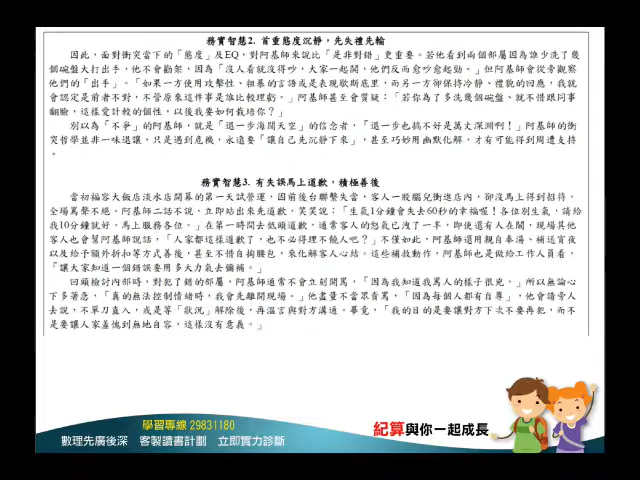 務實智慧2. 首重態度沉靜，先失禮先輸
因此，面對衝突當下的「態度」及EQ，對阿基師來說比「是非對錯」更重要。若他看到兩個部屬因為誰少洗了幾
個碗盤大打出手，他不會勸架，因為「沒人看就沒得吵，大家一起鬧，他們反而愈吵愈起勁。」但阿基師會從旁觀察
他們的「出手」。「如果一方使用攻擊性、粗暴的言語或是表現歇斯底里，而另一方卻保持冷靜、禮貌的回應，我就
會認定是前者不對，不管原來這件事是誰比較理虧。」阿基師甚至會質疑：「若你為了多洗幾個碗盤、就不惜跟同事
翻臉，這樣愛計較的個性，以後我要如何栽培你？」
別以為「不爭」的阿基師，就是「退一步海闊天空」的信念者，「退一步也搞不好是萬丈深淵啊！」阿基師的衝
突哲學並非一味退讓，只是遇到危機，永遠要「讓自己先沉靜下來」，甚至巧妙用幽默化解，才有可能得到周遭支持
。
務實智慧3. 有失誤馬上道歉，積極善後
當初福容大飯店淡水店開幕的第一天試營運，因前後台聯繫失當，客人一股腦兒衝進店內，卻沒馬上得到招待，
全場罵聲不絕。阿基師二話不說，立即站出來先道歉，笑笑說：「生氣1分鐘會失去60秒的幸福喔！各位別生氣，請給
我10分鐘就好，馬上服務各位。」在第一時間去低頭道歉，通常客人的怒氣已洩了一半，即使還有人在鬧，現場其他
客人也會幫阿基師說話，「人家都這樣道歉了，也不必得理不饒人吧？」不僅如此，阿基師還用親自奉湯、補送宵夜
以及給予額外折扣等方式善後，甚至不惜自掏腰包，來化解客人心結。這些補救動作，阿基師也是做給工作人員看，
「讓大家知道一個錯誤要用多大力氣去彌補。」
回頭檢討內部時，對犯了錯的部屬，阿基師通常不會立刻開罵，「因為我知道我罵人的樣子很兇，」所以無論心
下多著急，「真的無法控制情緒時，我會先離開現場。」他盡量不當眾責罵，「因為每個人都有自尊」，他會請旁人
去說，不單刀直入，或是等「狀況」解除後，再溫言與對方溝通。畢竟，「我的目的是要讓對方下次不要再犯，而不
是要讓人家羞愧到無地自容，這樣沒有意義。」
學習專線 29831180
數理先廣後深 客製讀書計劃 立即實力診斷
紀算與你一起成長